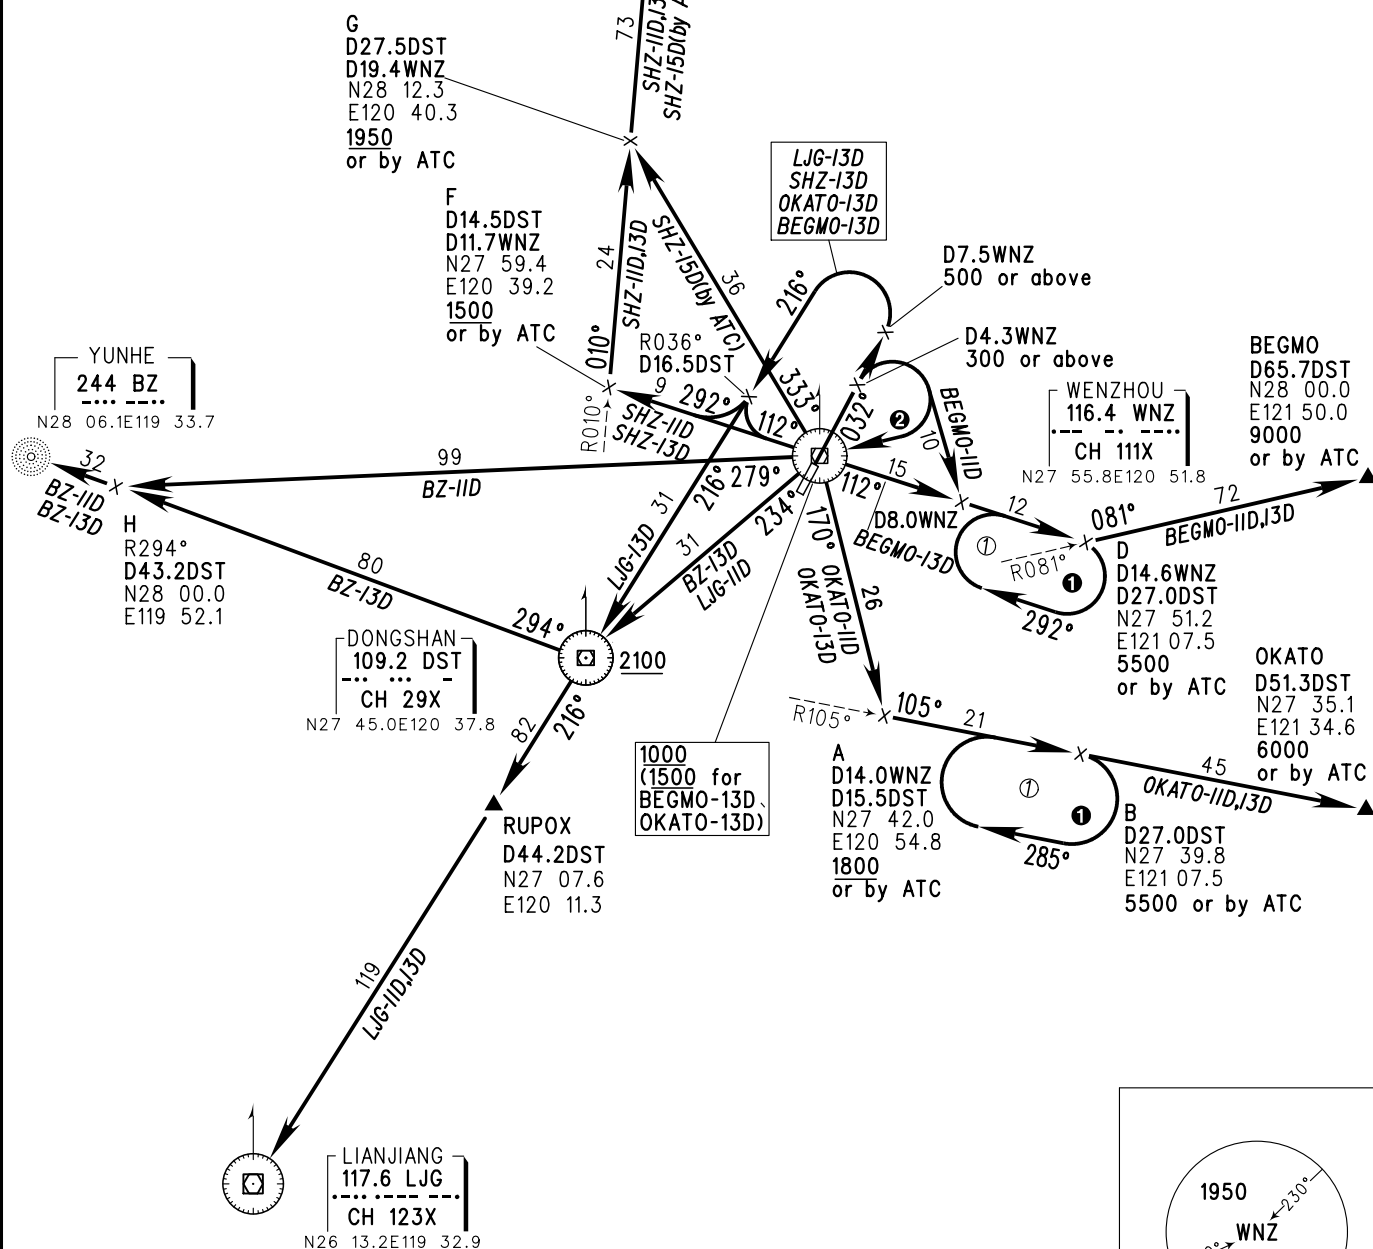 G
D27.5DST
D19.4WNZ
N28 12.3
E120 40.3
1950
or by ATC
73
SHZ-11D,13
SHZ-15D(by A
F
D14.5DST
D11.7WNZ
N27 59.4
E120 39.2
1500
or by ATC
24
SHZ-11D,13D
010°
SHZ-15D(by ATC)
36
333°
LJG-13D
SHZ-13D
OKATO-13D
BEGMO-13D
216°
D7.5WNZ
500 or above
D4.3WNZ
300 or above
R036°
D16.5DST
R010°
9
292°
112°
SHZ-11D
SHZ-13D
032°
2
BEGMO-11D
10
YUNHE
244 BZ
N28 06.1E119 33.7
32
BZ-11D
BZ-13D
99
BZ-11D
279°
H
R294°
D43.2DST
N28 00.0
E119 52.1
80
BZ-13D
294°
216°
31
LJG-13D
234°
31
BZ-13D
LJG-11D
WENZHOU
116.4 WNZ
CH 111X
N27 55.8E120 51.8
BEGMO
D65.7DST
N28 00.0
E121 50.0
9000
or by ATC
15
112°
D8.0WNZ
BEGMO-13D
12
1
R081°
1
292°
081°
72
BEGMO-11D,13D
D
D14.6WNZ
D27.0DST
N27 51.2
E121 07.5
5500
or by ATC
170°
OKATO-11D
OKATO-13D
26
DONGSHAN
109.2 DST
CH 29X
N27 45.0E120 37.8
2100
216°
82
R105°
105°
21
1
1
285°
OKATO
D51.3DST
N27 35.1
E121 34.6
6000
or by ATC
45
OKATO-11D,13D
1000
(1500 for
BEGMO-13D、
OKATO-13D)
A
D14.0WNZ
D15.5DST
N27 42.0
E120 54.8
1800
or by ATC
B
D27.0DST
N27 39.8
E121 07.5
5500 or by ATC
RUPOX
D44.2DST
N27 07.6
E120 11.3
119
LJG-11D,13D
LIANJIANG
117.6 LJG
CH 123X
N26 13.2E119 32.9
1950
230°
WNZ